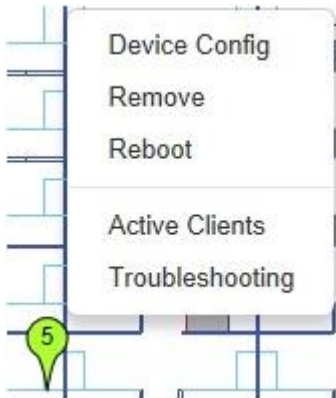 Device Config
Remove
Reboot
Active Clients
Troubleshooting
5